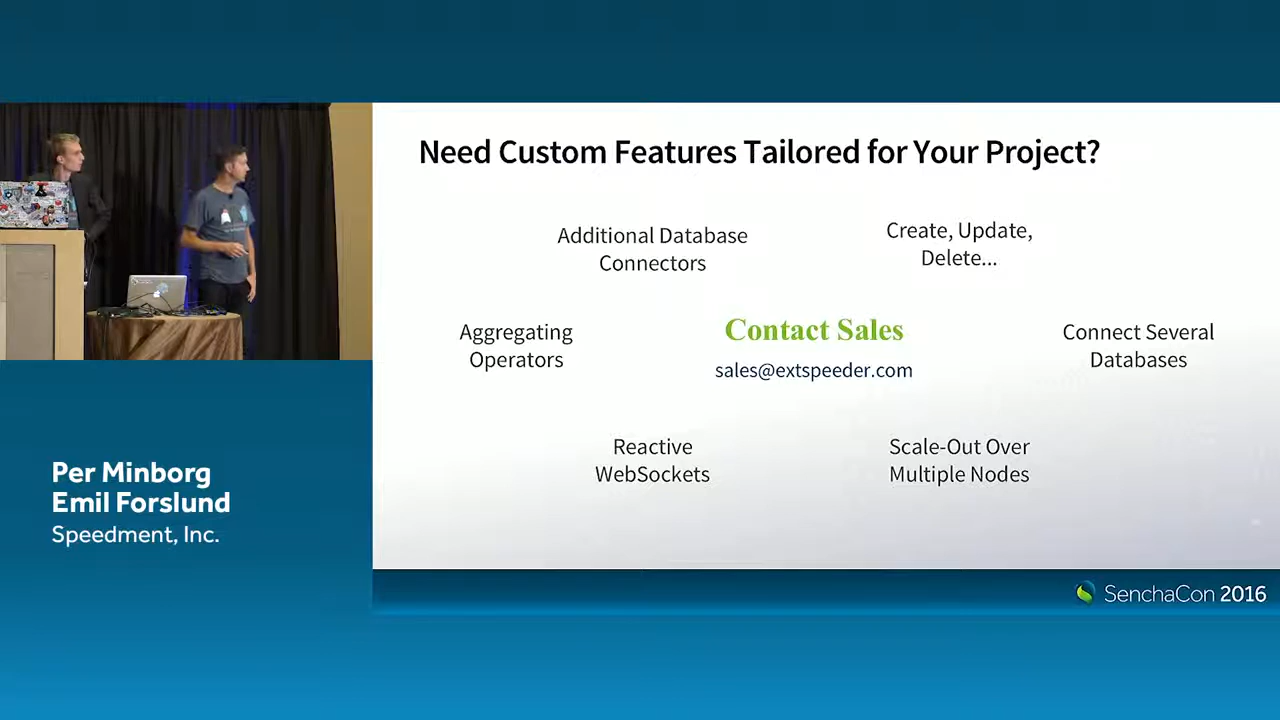 Need Custom Features Tailored for Your Project?
Additional Database
Connectors
Create, Update,
Delete...
Aggregating
Operators
Contact Sales
sales@extspeeder.com
Connect Several
Databases
Reactive
WebSockets
Scale-Out Over
Multiple Nodes
Per Minborg
Emil Forslund
Speedment, Inc.
SenchaCon 2016